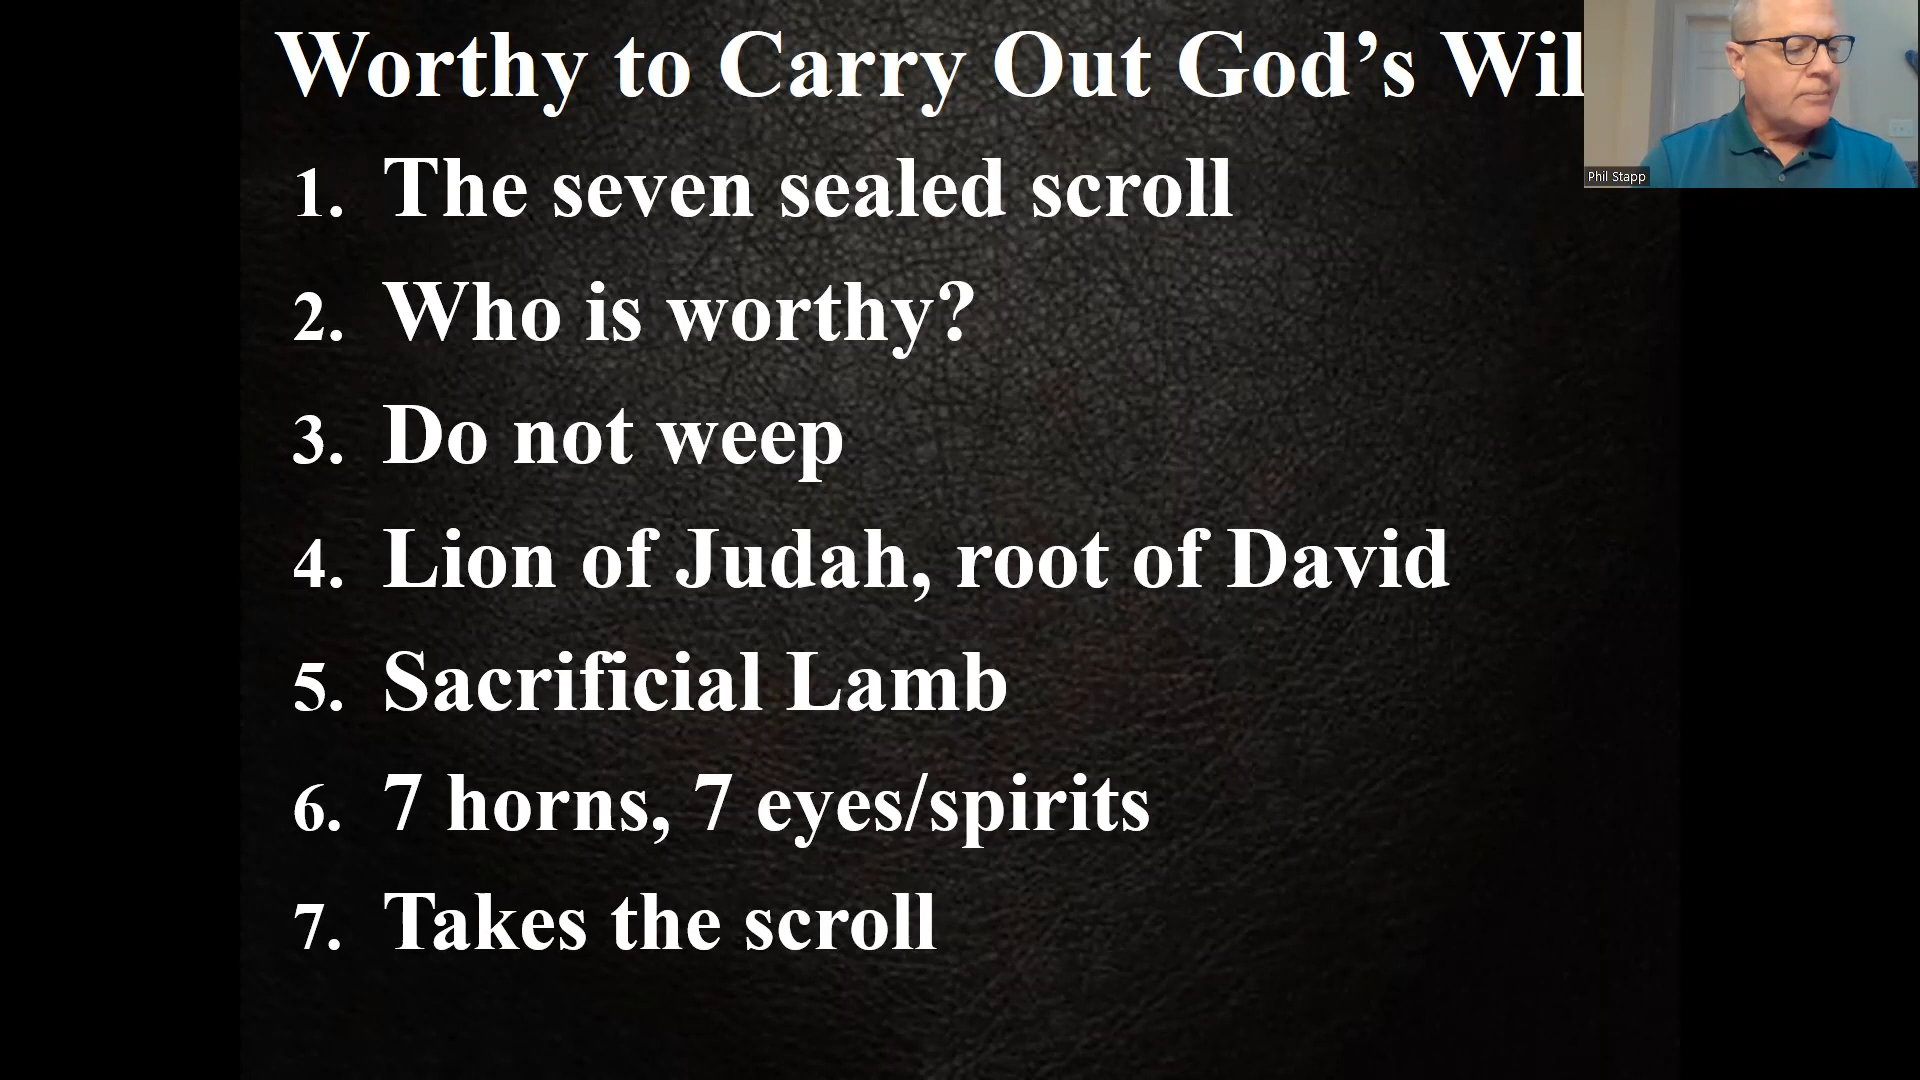 Worthy to Carry Out God’s Wil
1. The seven sealed scroll
2. Who is worthy?
3. Do not weep
4. Lion of Judah, root of David
5. Sacrificial Lamb
6. 7 horns, 7 eyes/spirits
7. Takes the scroll
Phil Stapp